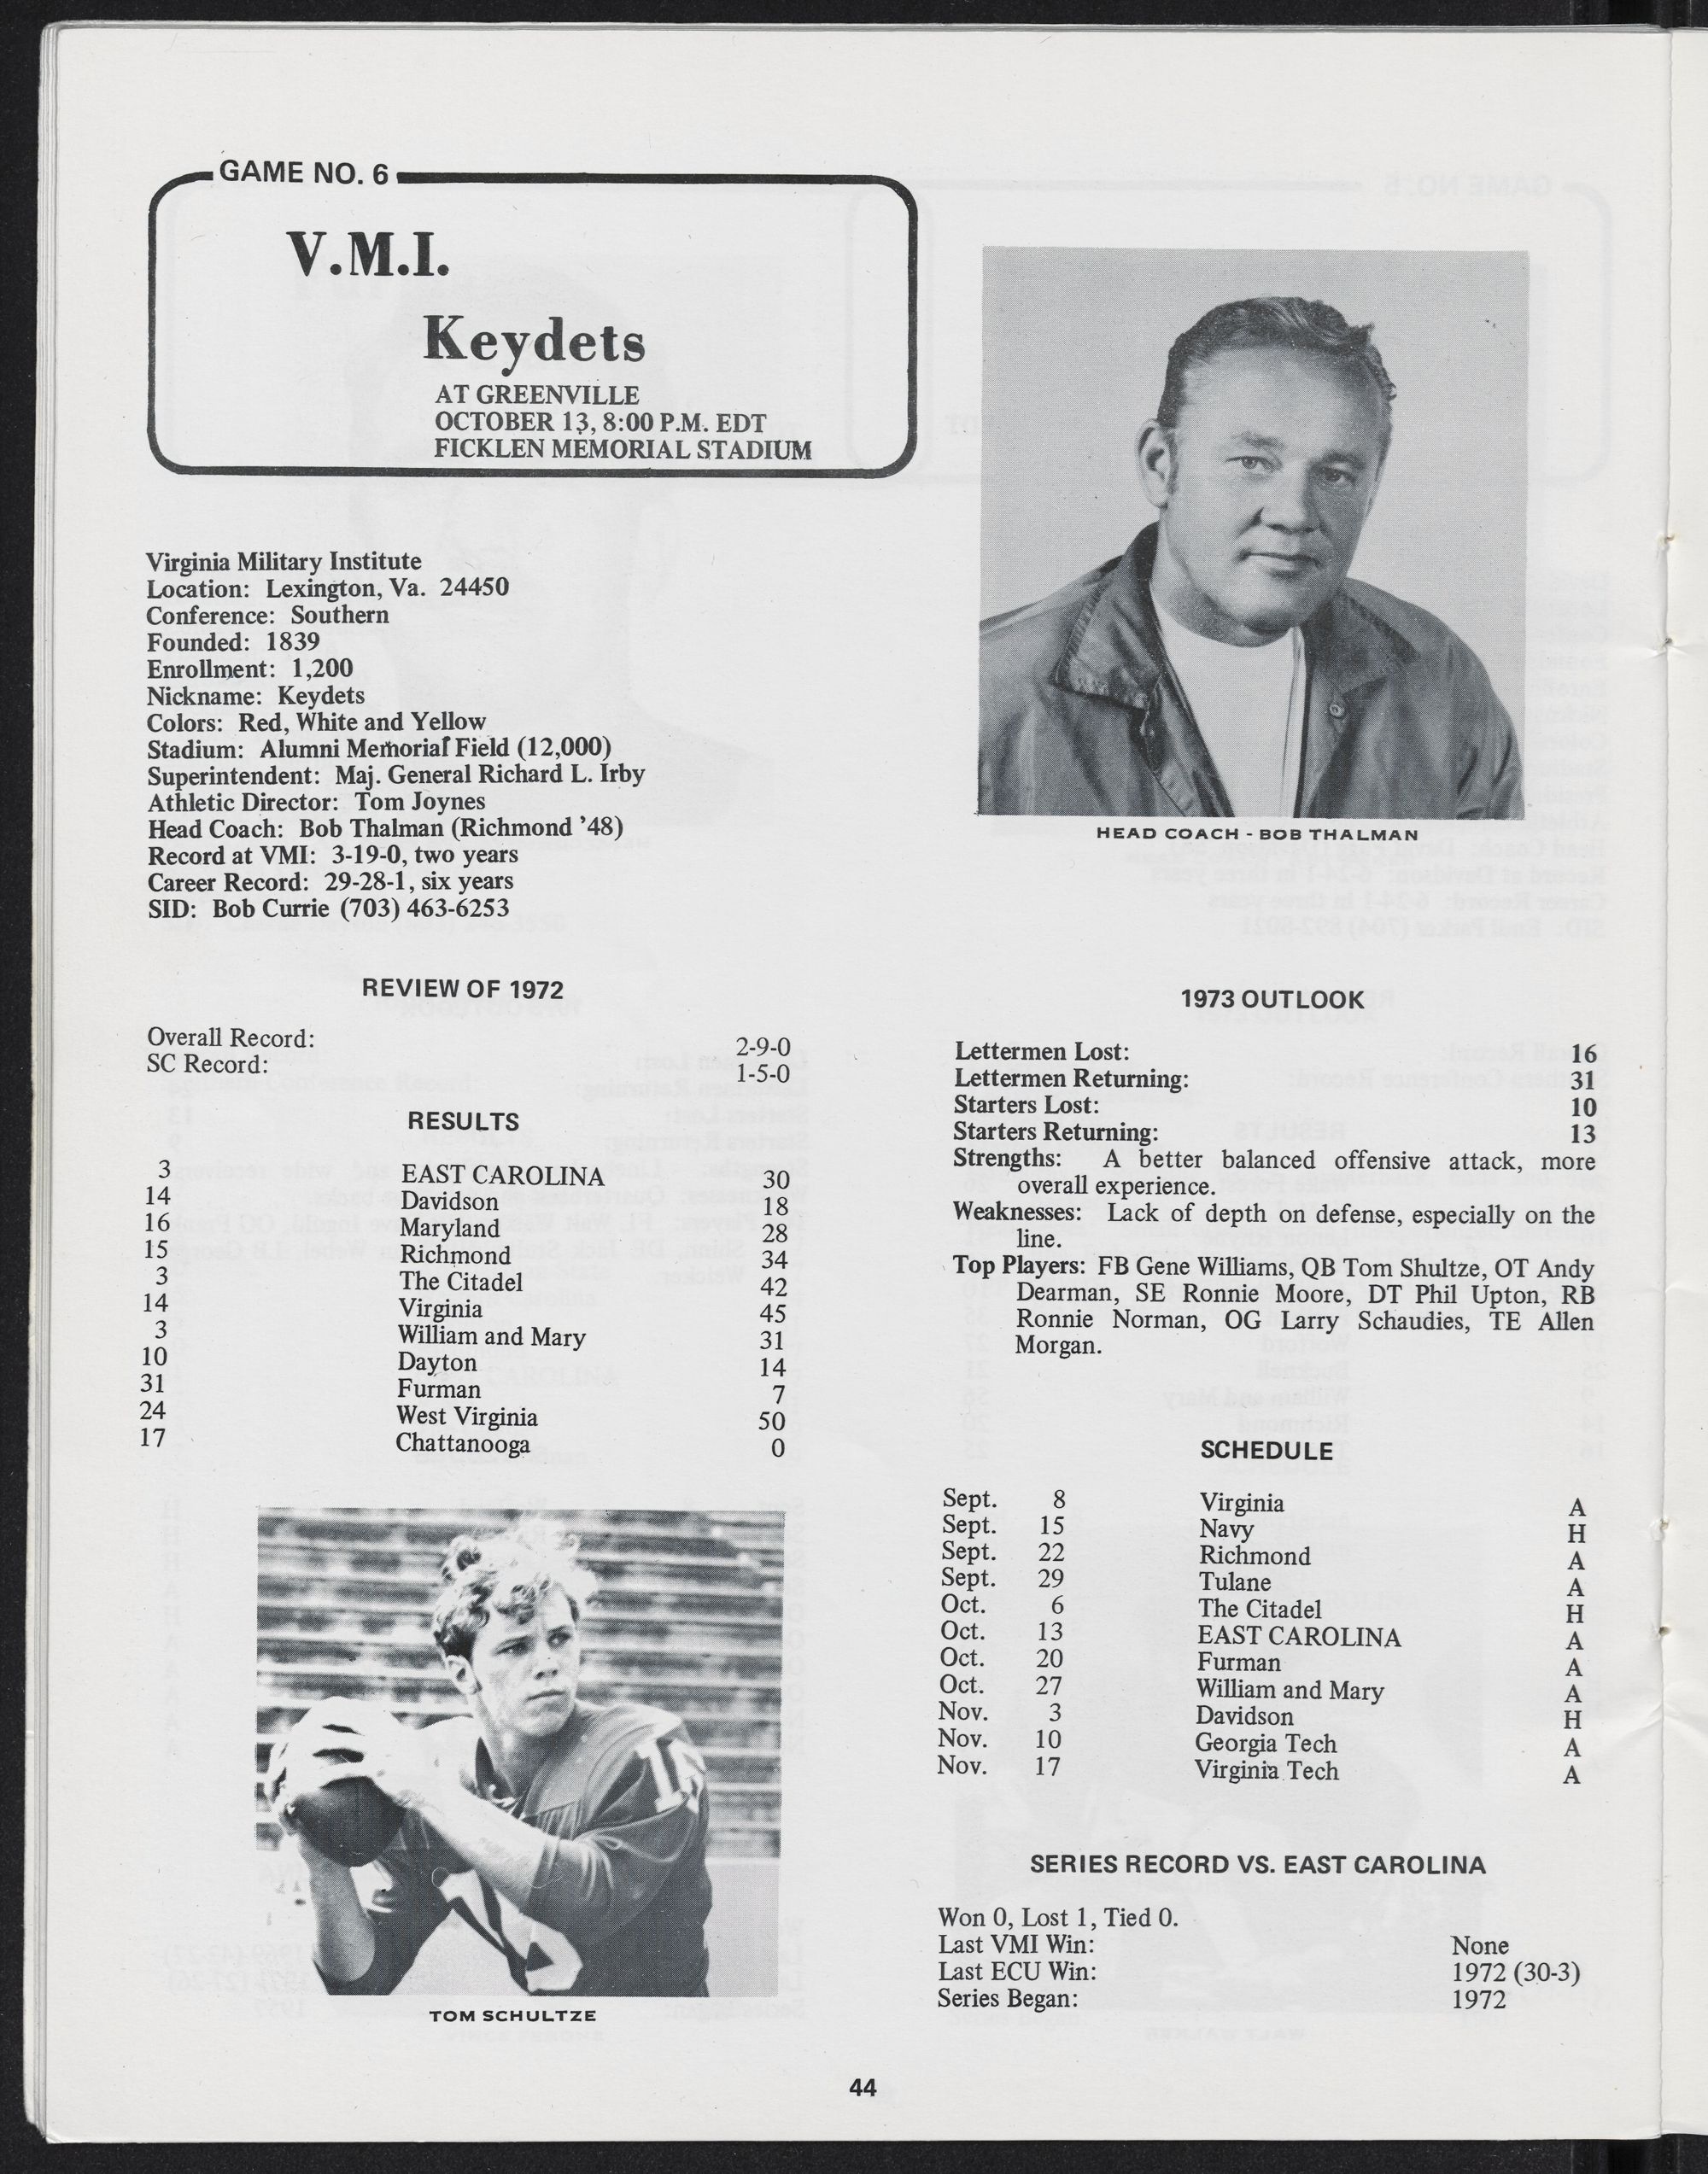 GAME NO. 6
V.M.I.
Keydets
AT GREENVILLE
OCTOBER 13, 8:00 P.M. EDT
FICKLEN MEMORIAL STADIUM
Virginia Military Institute
Location: Lexington, Va. 24450
Conference: Southern
Founded: 1839
Enrollment: 1,200
Nickname: Keydets
Colors: Red, White and Yellow
Stadium: Alumni Memorial Field (12,000)
Superintendent: Maj. General Richard L. Irby
Athletic Director: Tom Joynes
Head Coach: Bob Thalman (Richmond '48)
Record at VMI: 3-19-0, two years
Career Record: 29-28-1, six years
SID: Bob Currie (703) 463-6253
HEAD COACH - BOB THALMAN
REVIEW OF 1972
Overall Record: 2-9-0
SC Record: 1-5-0
RESULTS
3 EAST CAROLINA 30
14 Davidson 18
16 Maryland 28
15 Richmond 34
3 The Citadel 42
14 Virginia 45
3 William and Mary 31
10 Dayton 14
31 Furman 7
24 West Virginia 50
17 Chattanooga 0
TOM SCHULTZE
1973 OUTLOOK
Lettermen Lost: 16
Lettermen Returning: 31
Starters Lost: 10
Starters Returning: 13
Strengths: A better balanced offensive attack, more
overall experience.
Weaknesses: Lack of depth on defense, especially on the
line.
Top Players: FB Gene Williams, QB Tom Shultze, OT Andy
Dearman, SE Ronnie Moore, DT Phil Upton, RB
Ronnie Norman, OG Larry Schaudies, TE Allen
Morgan.
SCHEDULE
Sept. 8 Virginia A
Sept. 15 Navy H
Sept. 22 Richmond A
Sept. 29 Tulane A
Oct. 6 The Citadel H
Oct. 13 EAST CAROLINA A
Oct. 20 Furman A
Oct. 27 William and Mary A
Nov. 3 Davidson H
Nov. 10 Georgia Tech A
Nov. 17 Virginia Tech A
SERIES RECORD VS. EAST CAROLINA
Won 0, Lost 1, Tied 0.
Last VMI Win: None
Last ECU Win: 1972 (30-3)
Series Began: 1972
44